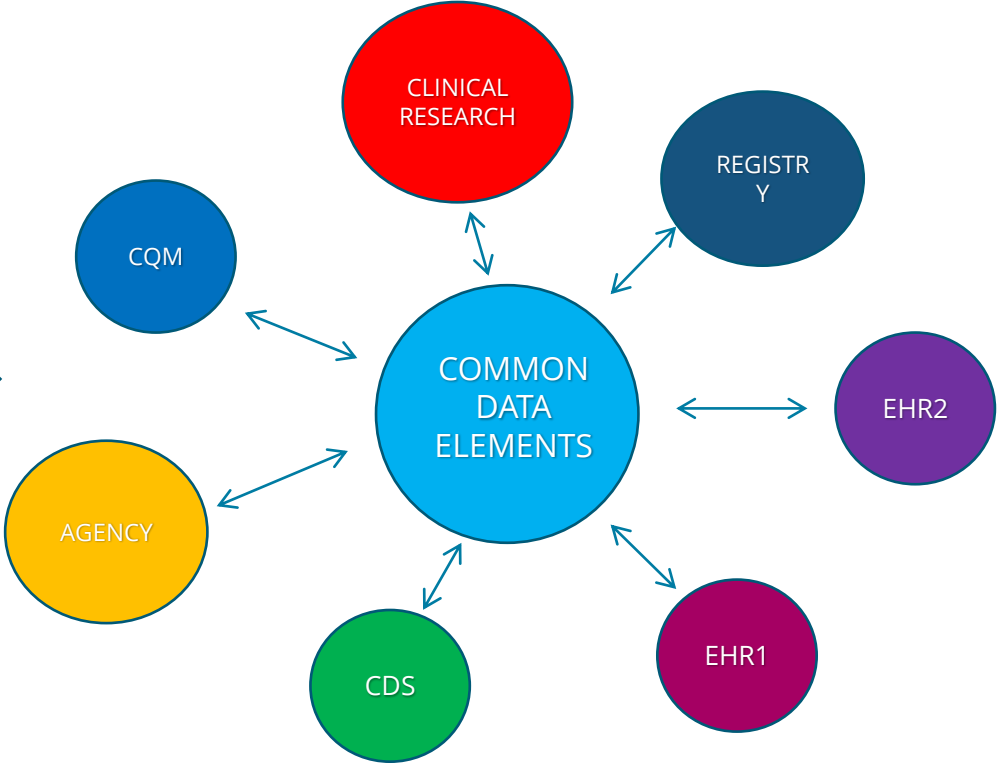 CLINICAL
RESEARCH
REGISTR
Y
CQM
COMMON
DATA
ELEMENTS
EHR2
AGENCY
EHR1
CDS